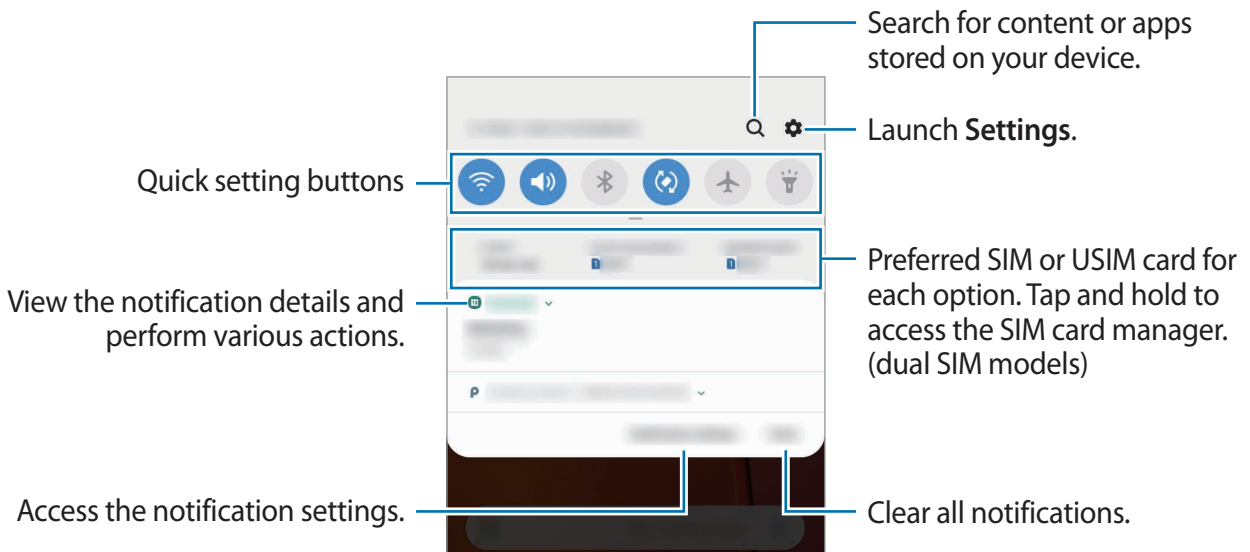 Search for content or apps
stored on your device.
Launch Settings.
Quick setting buttons
Preferred SIM or USIM card for
each option. Tap and hold to
access the SIM card manager.
(dual SIM models)
View the notification details and
perform various actions.
Access the notification settings.
Clear all notifications.